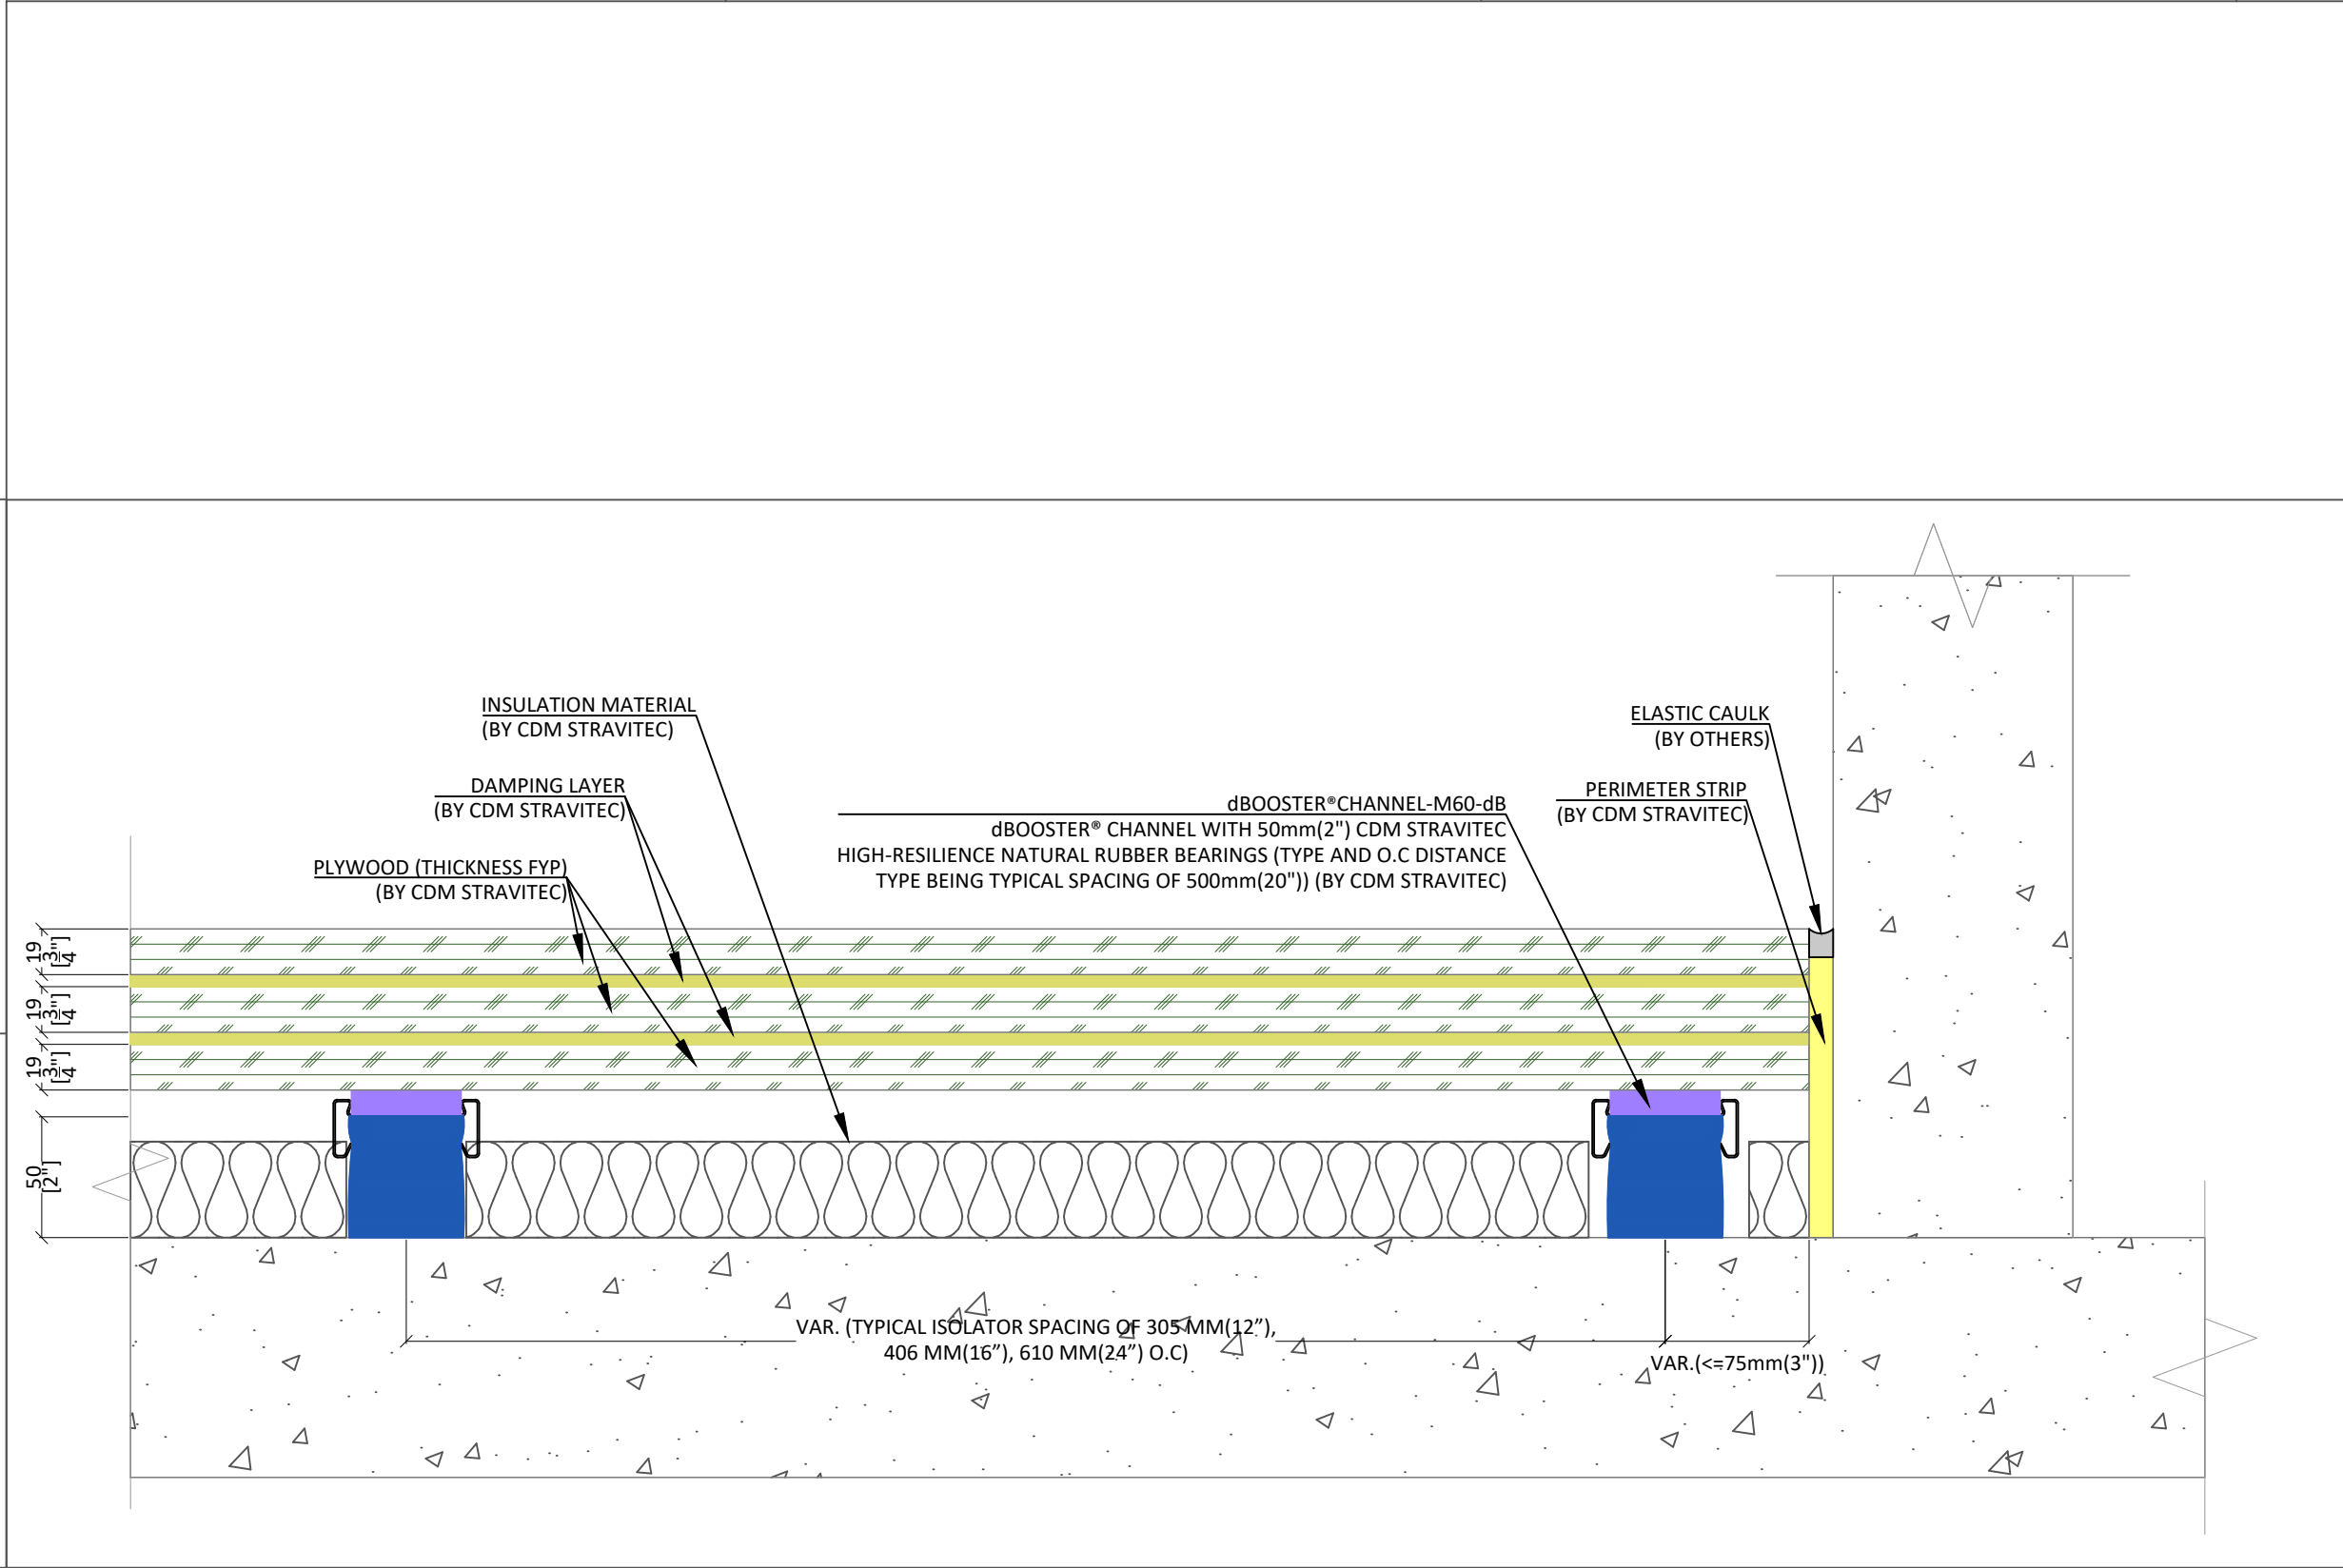 INSULATION MATERIAL
(BY CDM STRAVITEC)
ELASTIC CAULK
(BY OTHERS)
DAMPING LAYER
(BY CDM STRAVITEC)
dBOOSTER®CHANNEL-M60-dB
dBOOSTER® CHANNEL WITH 50mm(2") CDM STRAVITEC
HIGH-RESILIENCE NATURAL RUBBER BEARINGS (TYPE AND O.C DISTANCE
TYPE BEING TYPICAL SPACING OF 500mm(20")) (BY CDM STRAVITEC)
PERIMETER STRIP
(BY CDM STRAVITEC)
PLYWOOD (THICKNESS FYP)
(BY CDM STRAVITEC)
19
[3/4"]
19
[3/4"]
19
[3/4"]
50
[2"]
VAR. (TYPICAL ISOLATOR SPACING OF 305 MM(12”),
406 MM(16”), 610 MM(24”) O.C)
VAR.(<=75mm(3"))